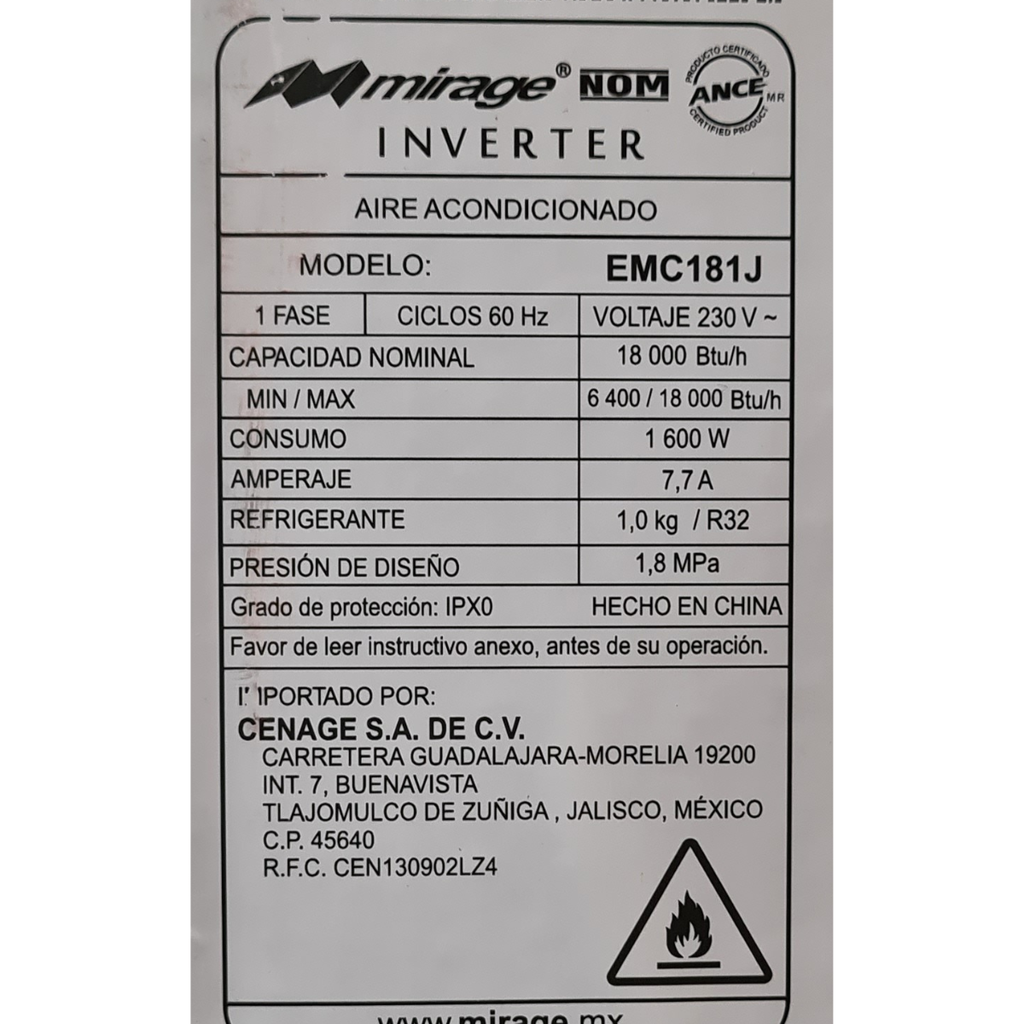 mirage® NOM
PRODUCTO CERTIFICADO
ANCE MR
CERTIFIED PRODUCT
INVERTER
AIRE ACONDICIONADO
MODELO: EMC181J
1 FASE CICLOS 60 Hz VOLTAJE 230 V ~
CAPACIDAD NOMINAL 18 000 Btu/h
MIN / MAX 6 400 / 18 000 Btu/h
CONSUMO 1 600 W
AMPERAJE 7,7 A
REFRIGERANTE 1,0 kg / R32
PRESIÓN DE DISEÑO 1,8 MPa
Grado de protección: IPX0 HECHO EN CHINA
Favor de leer instructivo anexo, antes de su operación.
IMPORTADO POR:
CENAGE S.A. DE C.V.
CARRETERA GUADALAJARA-MORELIA 19200
INT. 7, BUENAVISTA
TLAJOMULCO DE ZUÑIGA , JALISCO, MÉXICO
C.P. 45640
R.F.C. CEN130902LZ4
www.mirage.mx